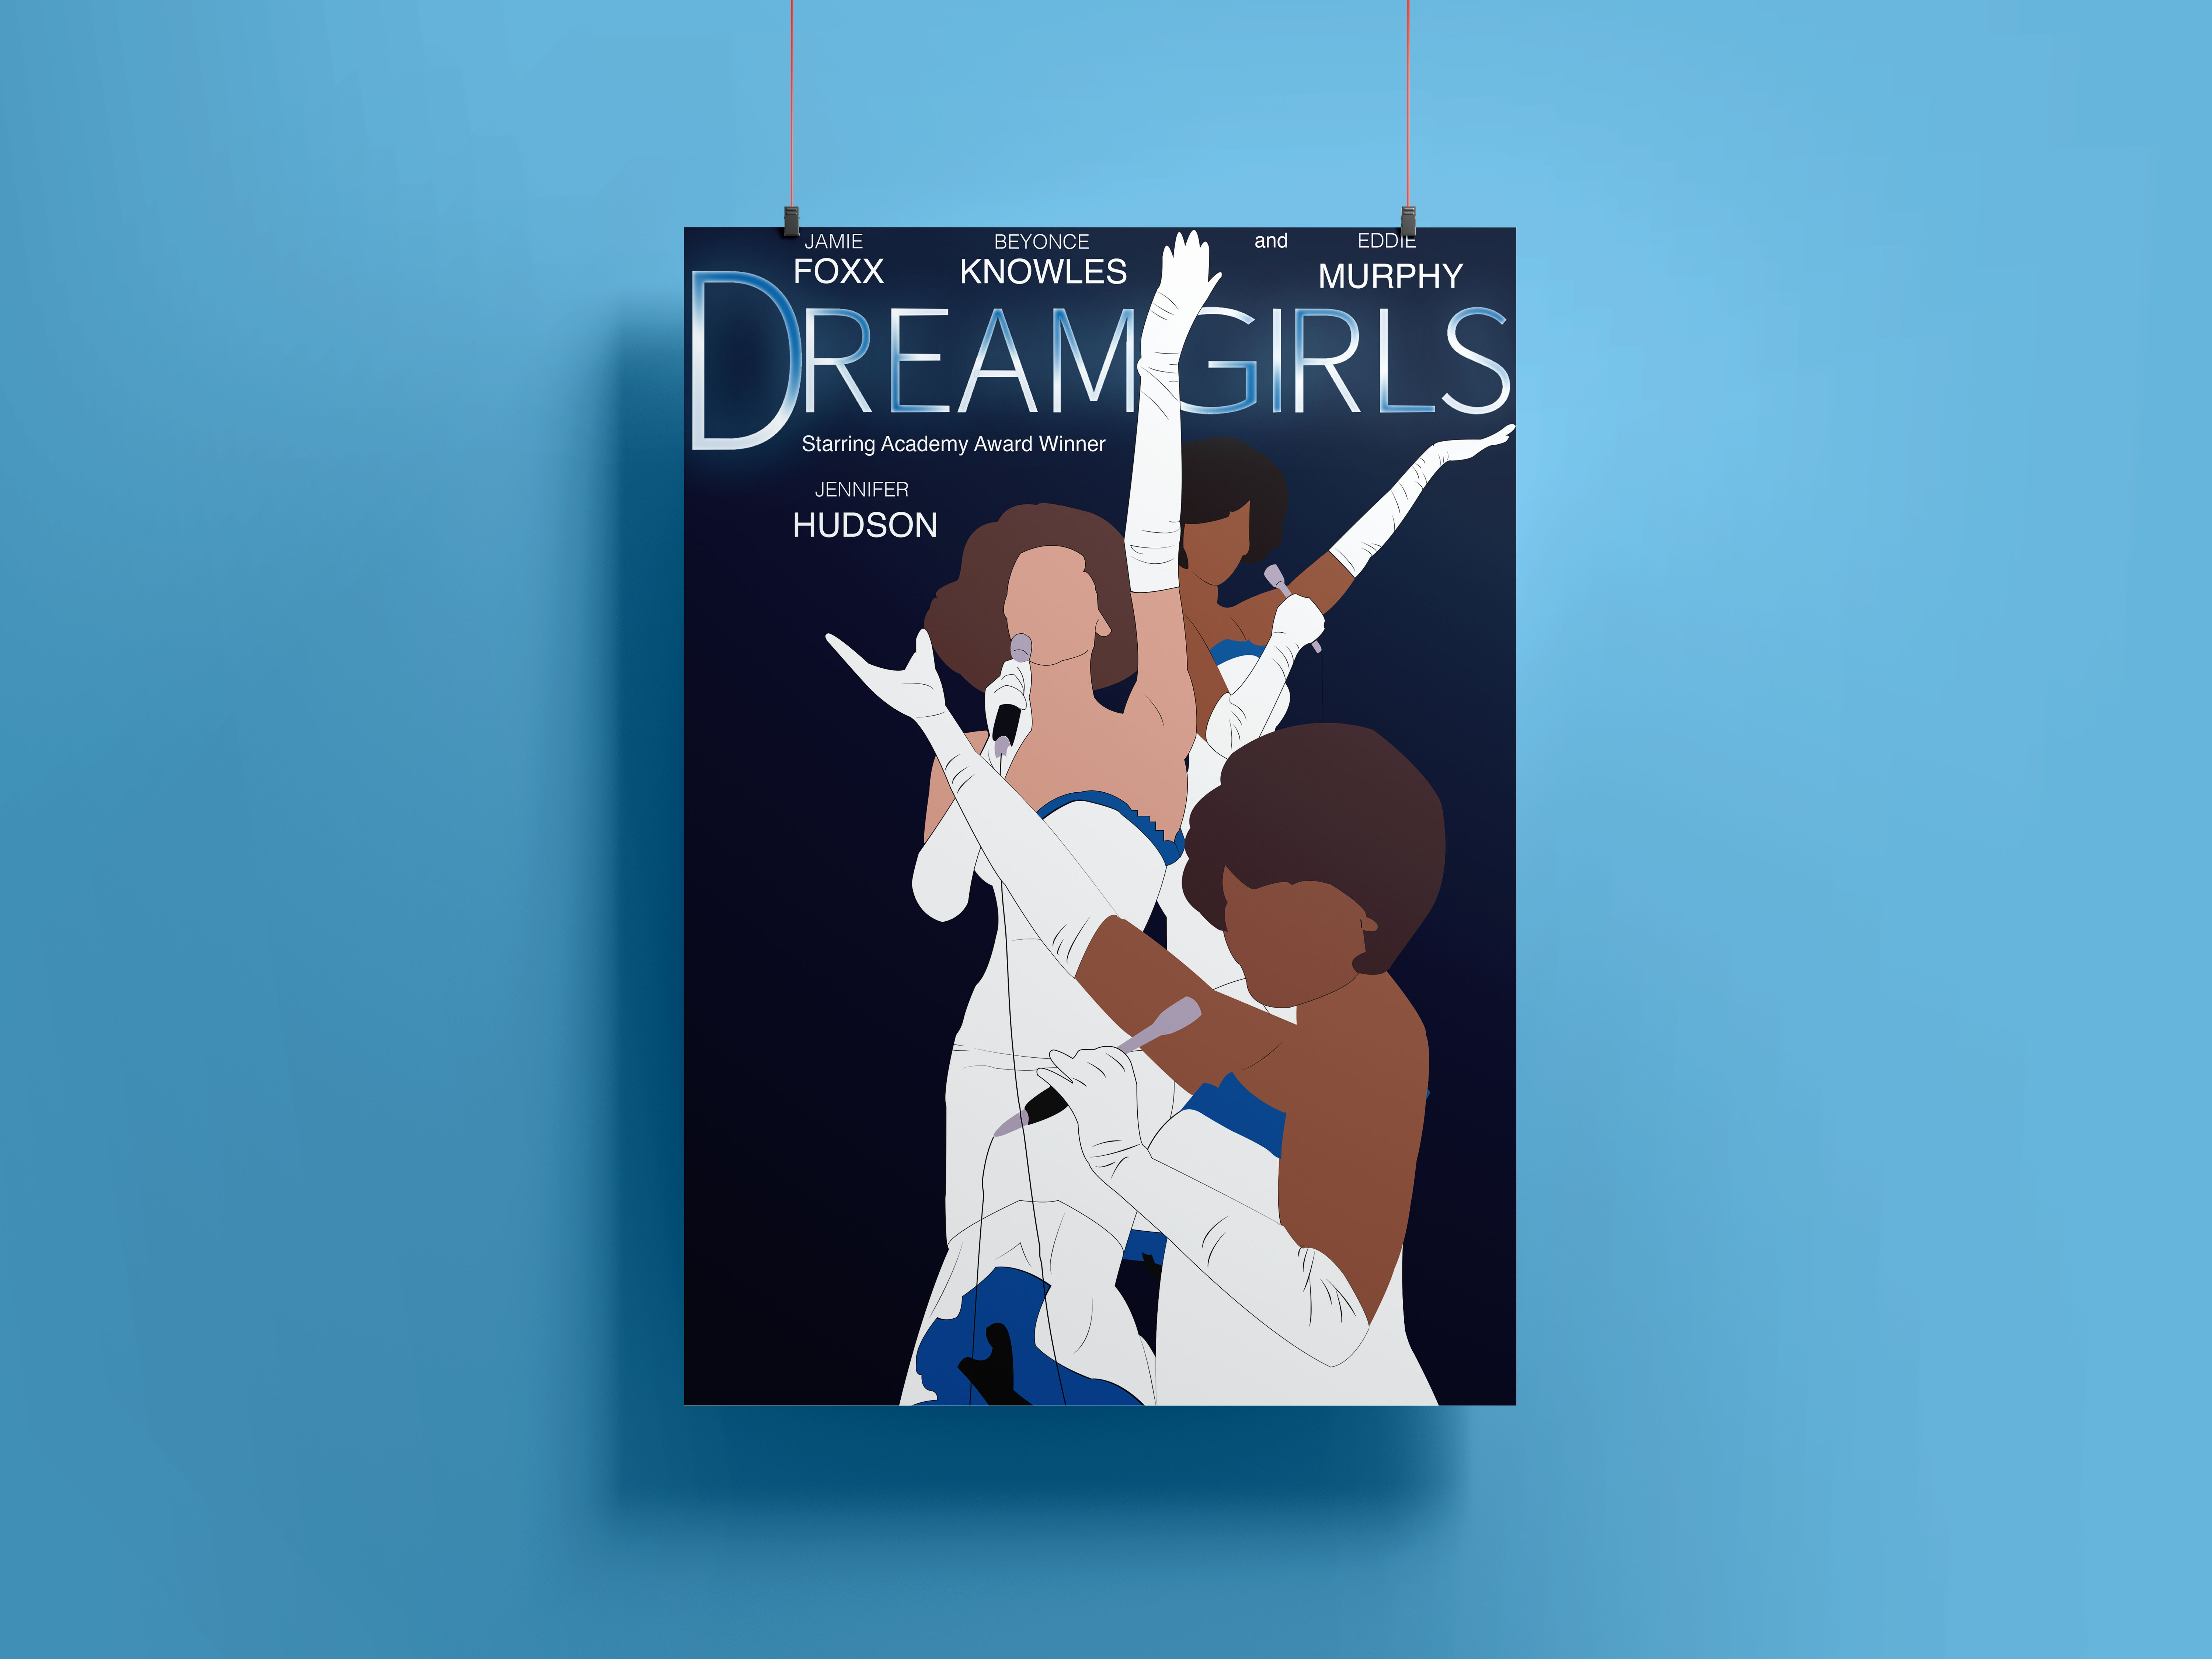 JAMIE BEYONCE and EDDIE
FOXX KNOWLES MURPHY
DREAMGIRLS
Starring Academy Award Winner
JENNIFER
HUDSON